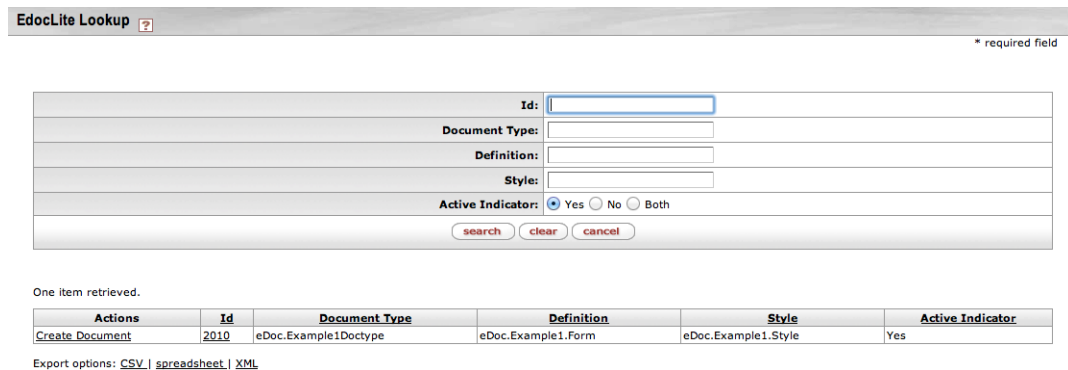 EdocLite Lookup ?
* required field
Id:
Document Type:
Definition:
Style:
Active Indicator: Yes No Both
search clear cancel
One item retrieved.
Actions Id Document Type Definition Style Active Indicator
Create Document 2010 eDoc.Example1Doctype eDoc.Example1.Form eDoc.Example1.Style Yes
Export options: CSV | spreadsheet | XML